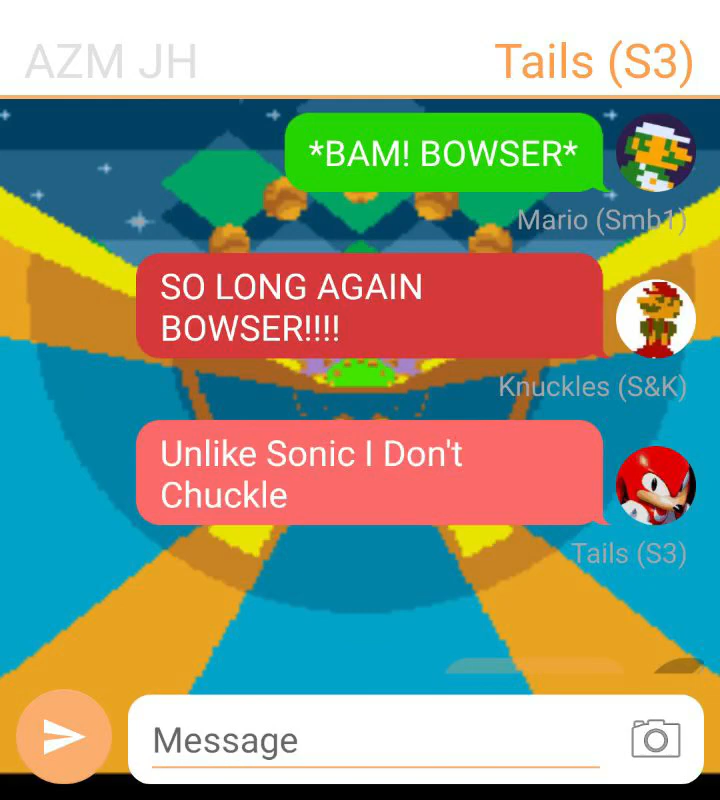 AZM JH
Tails (S3)
*BAM! BOWSER*
Mario (Smb1)
SO LONG AGAIN
BOWSER!!!!
Knuckles (S&K)
Unlike Sonic I Don't
Chuckle
Tails (S3)
Message